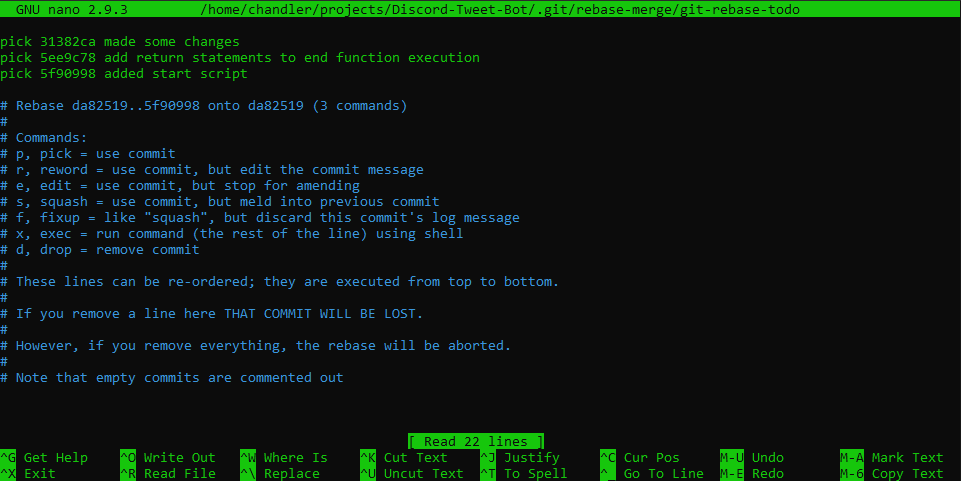 GNU nano 2.9.3 /home/chandler/projects/Discord-Tweet-Bot/.git/rebase-merge/git-rebase-todo
pick 31382ca made some changes
pick 5ee9c78 add return statements to end function execution
pick 5f90998 added start script
# Rebase da82519..5f90998 onto da82519 (3 commands)
#
# Commands:
# p, pick = use commit
# r, reword = use commit, but edit the commit message
# e, edit = use commit, but stop for amending
# s, squash = use commit, but meld into previous commit
# f, fixup = like "squash", but discard this commit's log message
# x, exec = run command (the rest of the line) using shell
# d, drop = remove commit
#
# These lines can be re-ordered; they are executed from top to bottom.
#
# If you remove a line here THAT COMMIT WILL BE LOST.
#
# However, if you remove everything, the rebase will be aborted.
#
# Note that empty commits are commented out
[ Read 22 lines ]
^G Get Help ^O Write Out ^W Where Is ^K Cut Text ^J Justify ^C Cur Pos M-U Undo M-A Mark Text
^X Exit ^R Read File ^\ Replace ^U Uncut Text ^T To Spell ^_ Go To Line M-E Redo M-6 Copy Text